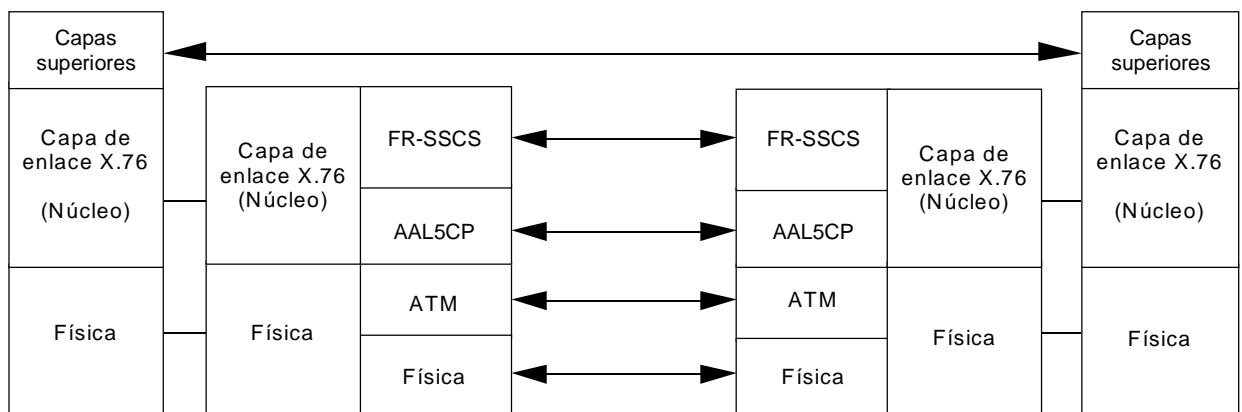 Capas
superiores
Capa de
enlace X.76
(Núcleo)
Física
Capa de
enlace X.76
(Núcleo)
Física
FR-SSCS
AAL5CP
ATM
Física
FR-SSCS
AAL5CP
ATM
Física
Capa de
enlace X.76
(Núcleo)
Física
Capas
superiores
Capa de
enlace X.76
(Núcleo)
Física